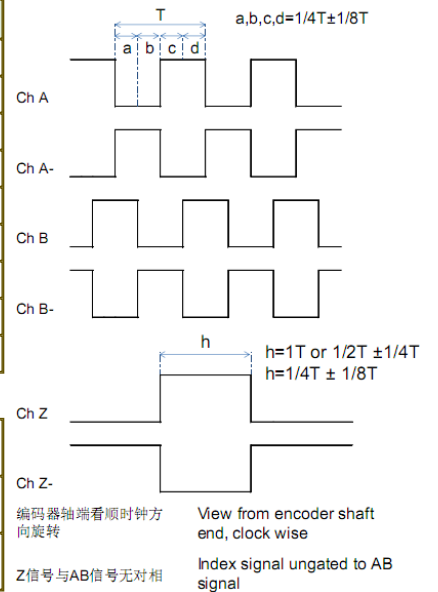 T
a,b,c,d=1/4T±1/8T
a b c d
Ch A
Ch A-
Ch B
Ch B-
h
h=1T or 1/2T ±1/4T
h=1/4T ± 1/8T
Ch Z
Ch Z-
编码器轴端看顺时钟方
向旋转
View from encoder shaft
end, clock wise
Z信号与AB信号无对相
Index signal ungated to AB
signal